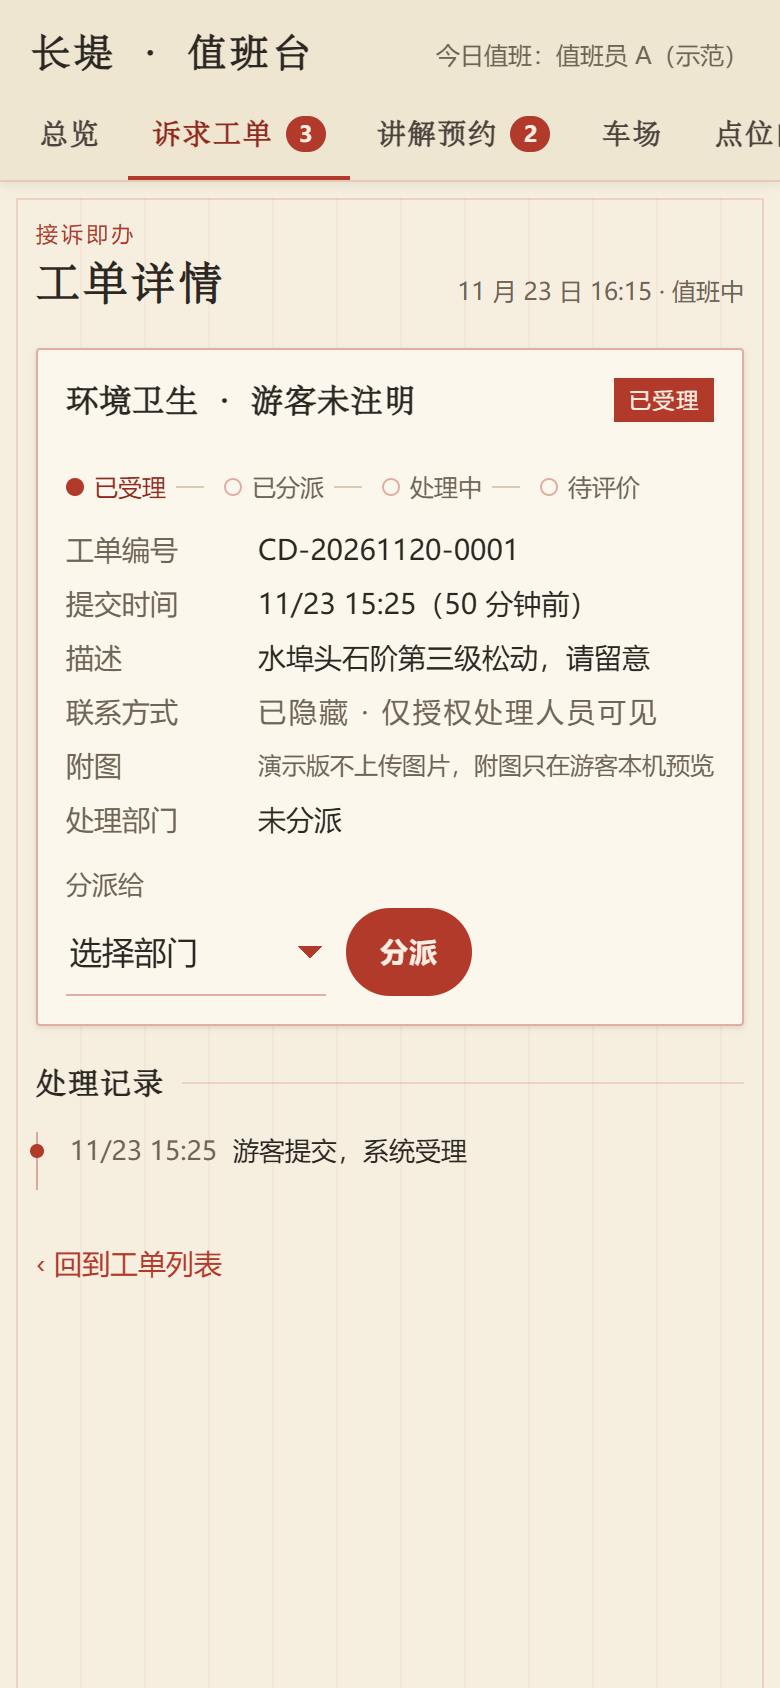 长堤 · 值班台
今日值班：值班员 A（示范）
总览 诉求工单 3 讲解预约 2 车场 点位
接诉即办
工单详情
11 月 23 日 16:15 · 值班中
环境卫生 · 游客未注明
已受理
已受理 已分派 处理中 待评价
工单编号 CD-20261120-0001
提交时间 11/23 15:25（50 分钟前）
描述 水埠头石阶第三级松动，请留意
联系方式 已隐藏 · 仅授权处理人员可见
附图 演示版不上传图片，附图只在游客本机预览
处理部门 未分派
分派给
选择部门 分派
处理记录
11/23 15:25 游客提交，系统受理
‹ 回到工单列表